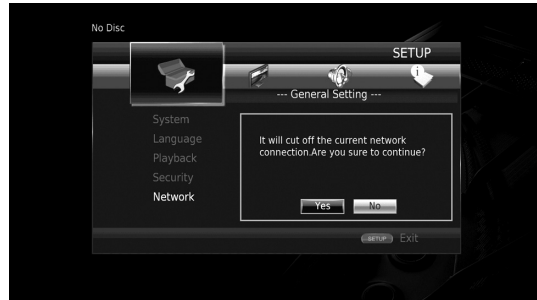 No Disc
SETUP
--- General Setting ---
System
Language
Playback
Security
Network
It will cut off the current network
connection.Are you sure to continue?
Yes No
SETUP Exit